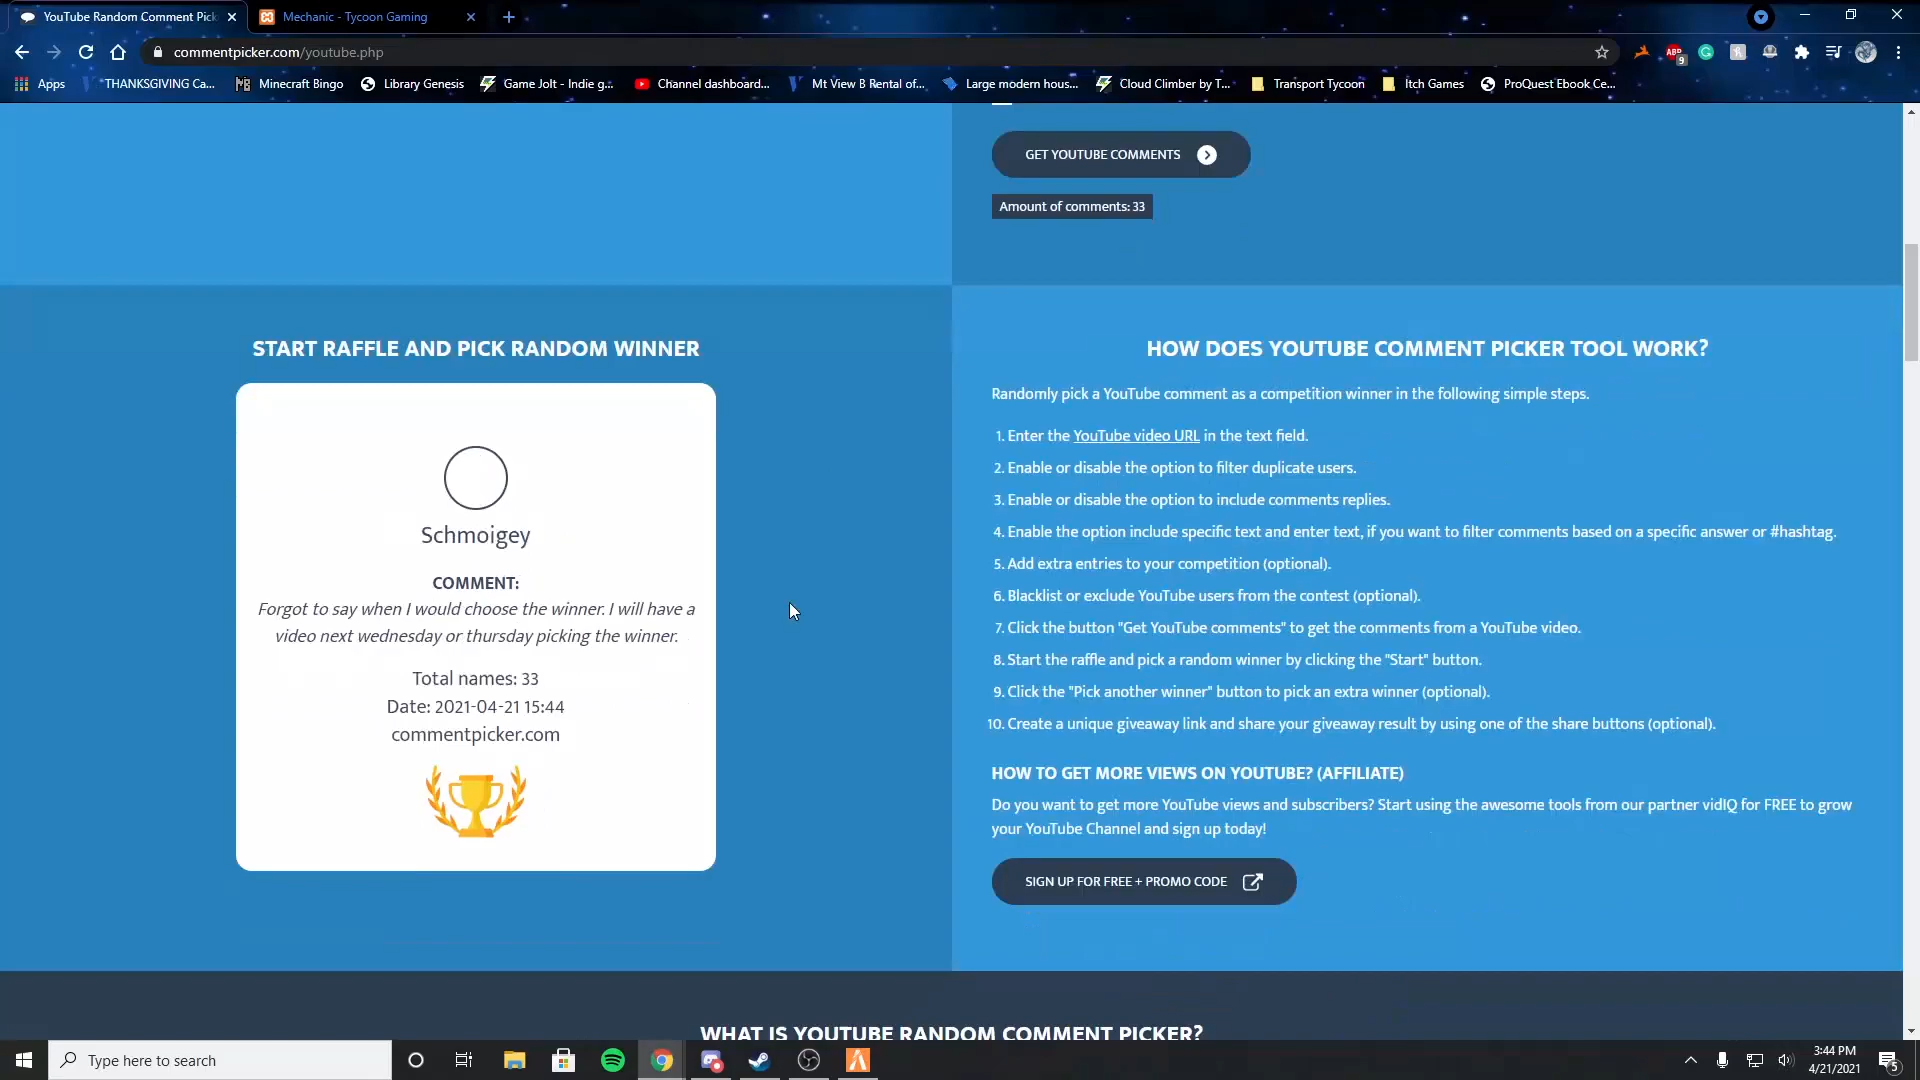 YouTube Random Comment Pick
Mechanic - Tycoon Gaming
commentpicker.com/youtube.php
ABP
9
Apps
THANKSGIVING Ca...
Minecraft Bingo
Library Genesis
Game Jolt - Indie g...
Channel dashboard...
Mt View B Rental of...
Large modern hous...
Cloud Climber by T...
Transport Tycoon
Itch Games
ProQuest Ebook Ce...
GET YOUTUBE COMMENTS
Amount of comments: 33
START RAFFLE AND PICK RANDOM WINNER
Schmoigey
COMMENT:
Forgot to say when I would choose the winner. I will have a
video next wednesday or thursday picking the winner.
Total names: 33
Date: 2021-04-21 15:44
commentpicker.com
HOW DOES YOUTUBE COMMENT PICKER TOOL WORK?
Randomly pick a YouTube comment as a competition winner in the following simple steps.
1. Enter the YouTube video URL in the text field.
2. Enable or disable the option to filter duplicate users.
3. Enable or disable the option to include comments replies.
4. Enable the option include specific text and enter text, if you want to filter comments based on a specific answer or #hashtag.
5. Add extra entries to your competition (optional).
6. Blacklist or exclude YouTube users from the contest (optional).
7. Click the button "Get YouTube comments" to get the comments from a YouTube video.
8. Start the raffle and pick a random winner by clicking the "Start" button.
9. Click the "Pick another winner" button to pick an extra winner (optional).
10. Create a unique giveaway link and share your giveaway result by using one of the share buttons (optional).
HOW TO GET MORE VIEWS ON YOUTUBE? (AFFILIATE)
Do you want to get more YouTube views and subscribers? Start using the awesome tools from our partner vidIQ for FREE to grow
your YouTube Channel and sign up today!
SIGN UP FOR FREE + PROMO CODE
WHAT IS YOUTUBE RANDOM COMMENT PICKER?
Type here to search
3:44 PM
4/21/2021
5